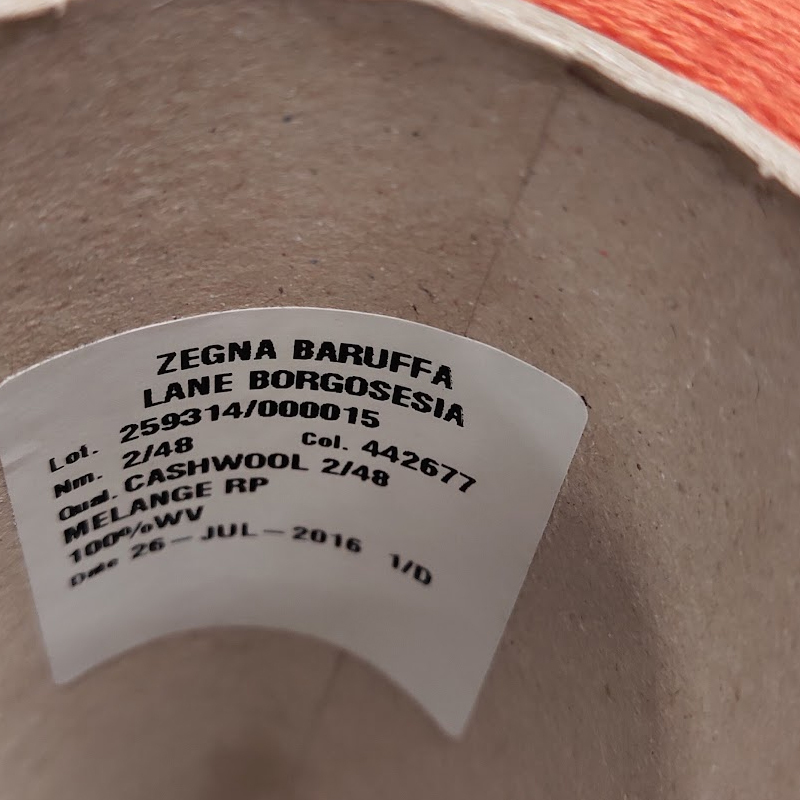 ZEGNA BARUFFA
LANE BORGOSESIA
Lot. 259314/000015
Nm. 2/48 Col. 442677
Qual. CASHWOOL 2/48
MELANGE RP
100%WV
Date 26-JUL-2016 1/D